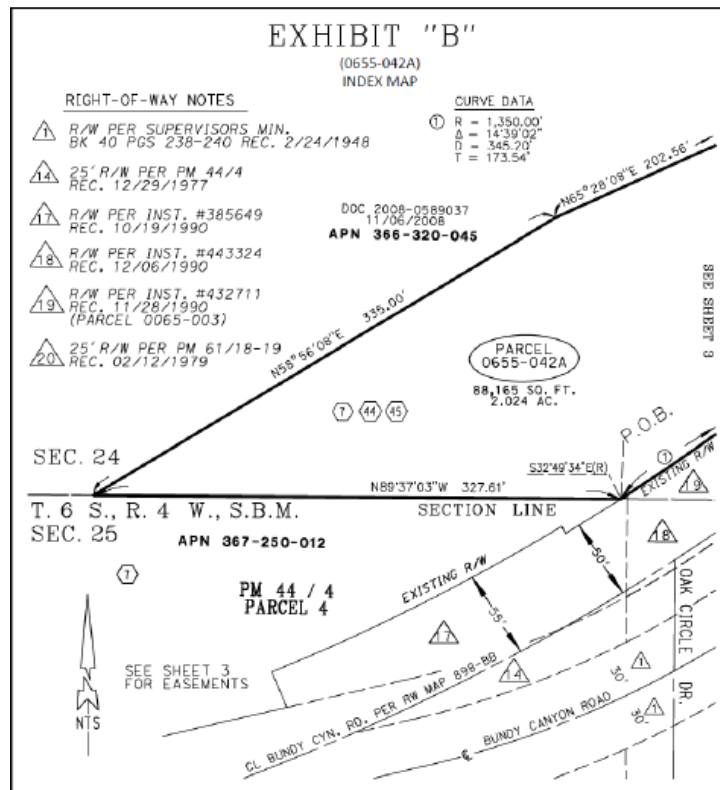 EXHIBIT "B"
(0655-042A)
INDEX MAP
RIGHT-OF-WAY NOTES
1 R/W PER SUPERVISORS MIN.
BK 40 PGS 238-240 REC. 2/24/1948
14 25' R/W PER PM 44/4
REC. 12/29/1977
17 R/W PER INST. #385649
REC. 10/19/1990
18 R/W PER INST. #443324
REC. 12/06/1990
19 R/W PER INST. #432711
REC. 11/28/1990
(PARCEL 0065-003)
20 25' R/W PER PM 61/18-19
REC. 02/12/1979
CURVE DATA
1 R = 1,350.00'
Δ = 14°39'02"
D = 345.20'
T = 173.54'
N65°28'08"E 202.56'
DOC 2008-0589037
11/06/2008
APN 366-320-045
SEE SHEET 3
N58°56'08"E 335.00'
PARCEL
0655-042A
88,165 SQ. FT.
2.024 AC.
7 44 45
P.O.B.
SEC. 24
S32°49'34"E(R)
1
EXISTING R/W
19
N89°37'03"W 327.61'
T. 6 S., R. 4 W., S.B.M.
SECTION LINE
SEC. 25
APN 367-250-012
18
7
EXISTING R/W
50'
PM 44 / 4
PARCEL 4
55'
OAK CIRCLE DR.
17
14
1
SEE SHEET 3
FOR EASEMENTS
30'
1
30'
NTS
CL BUNDY CYN. RD. PER RW MAP 898-BB
℄ BUNDY CANYON ROAD